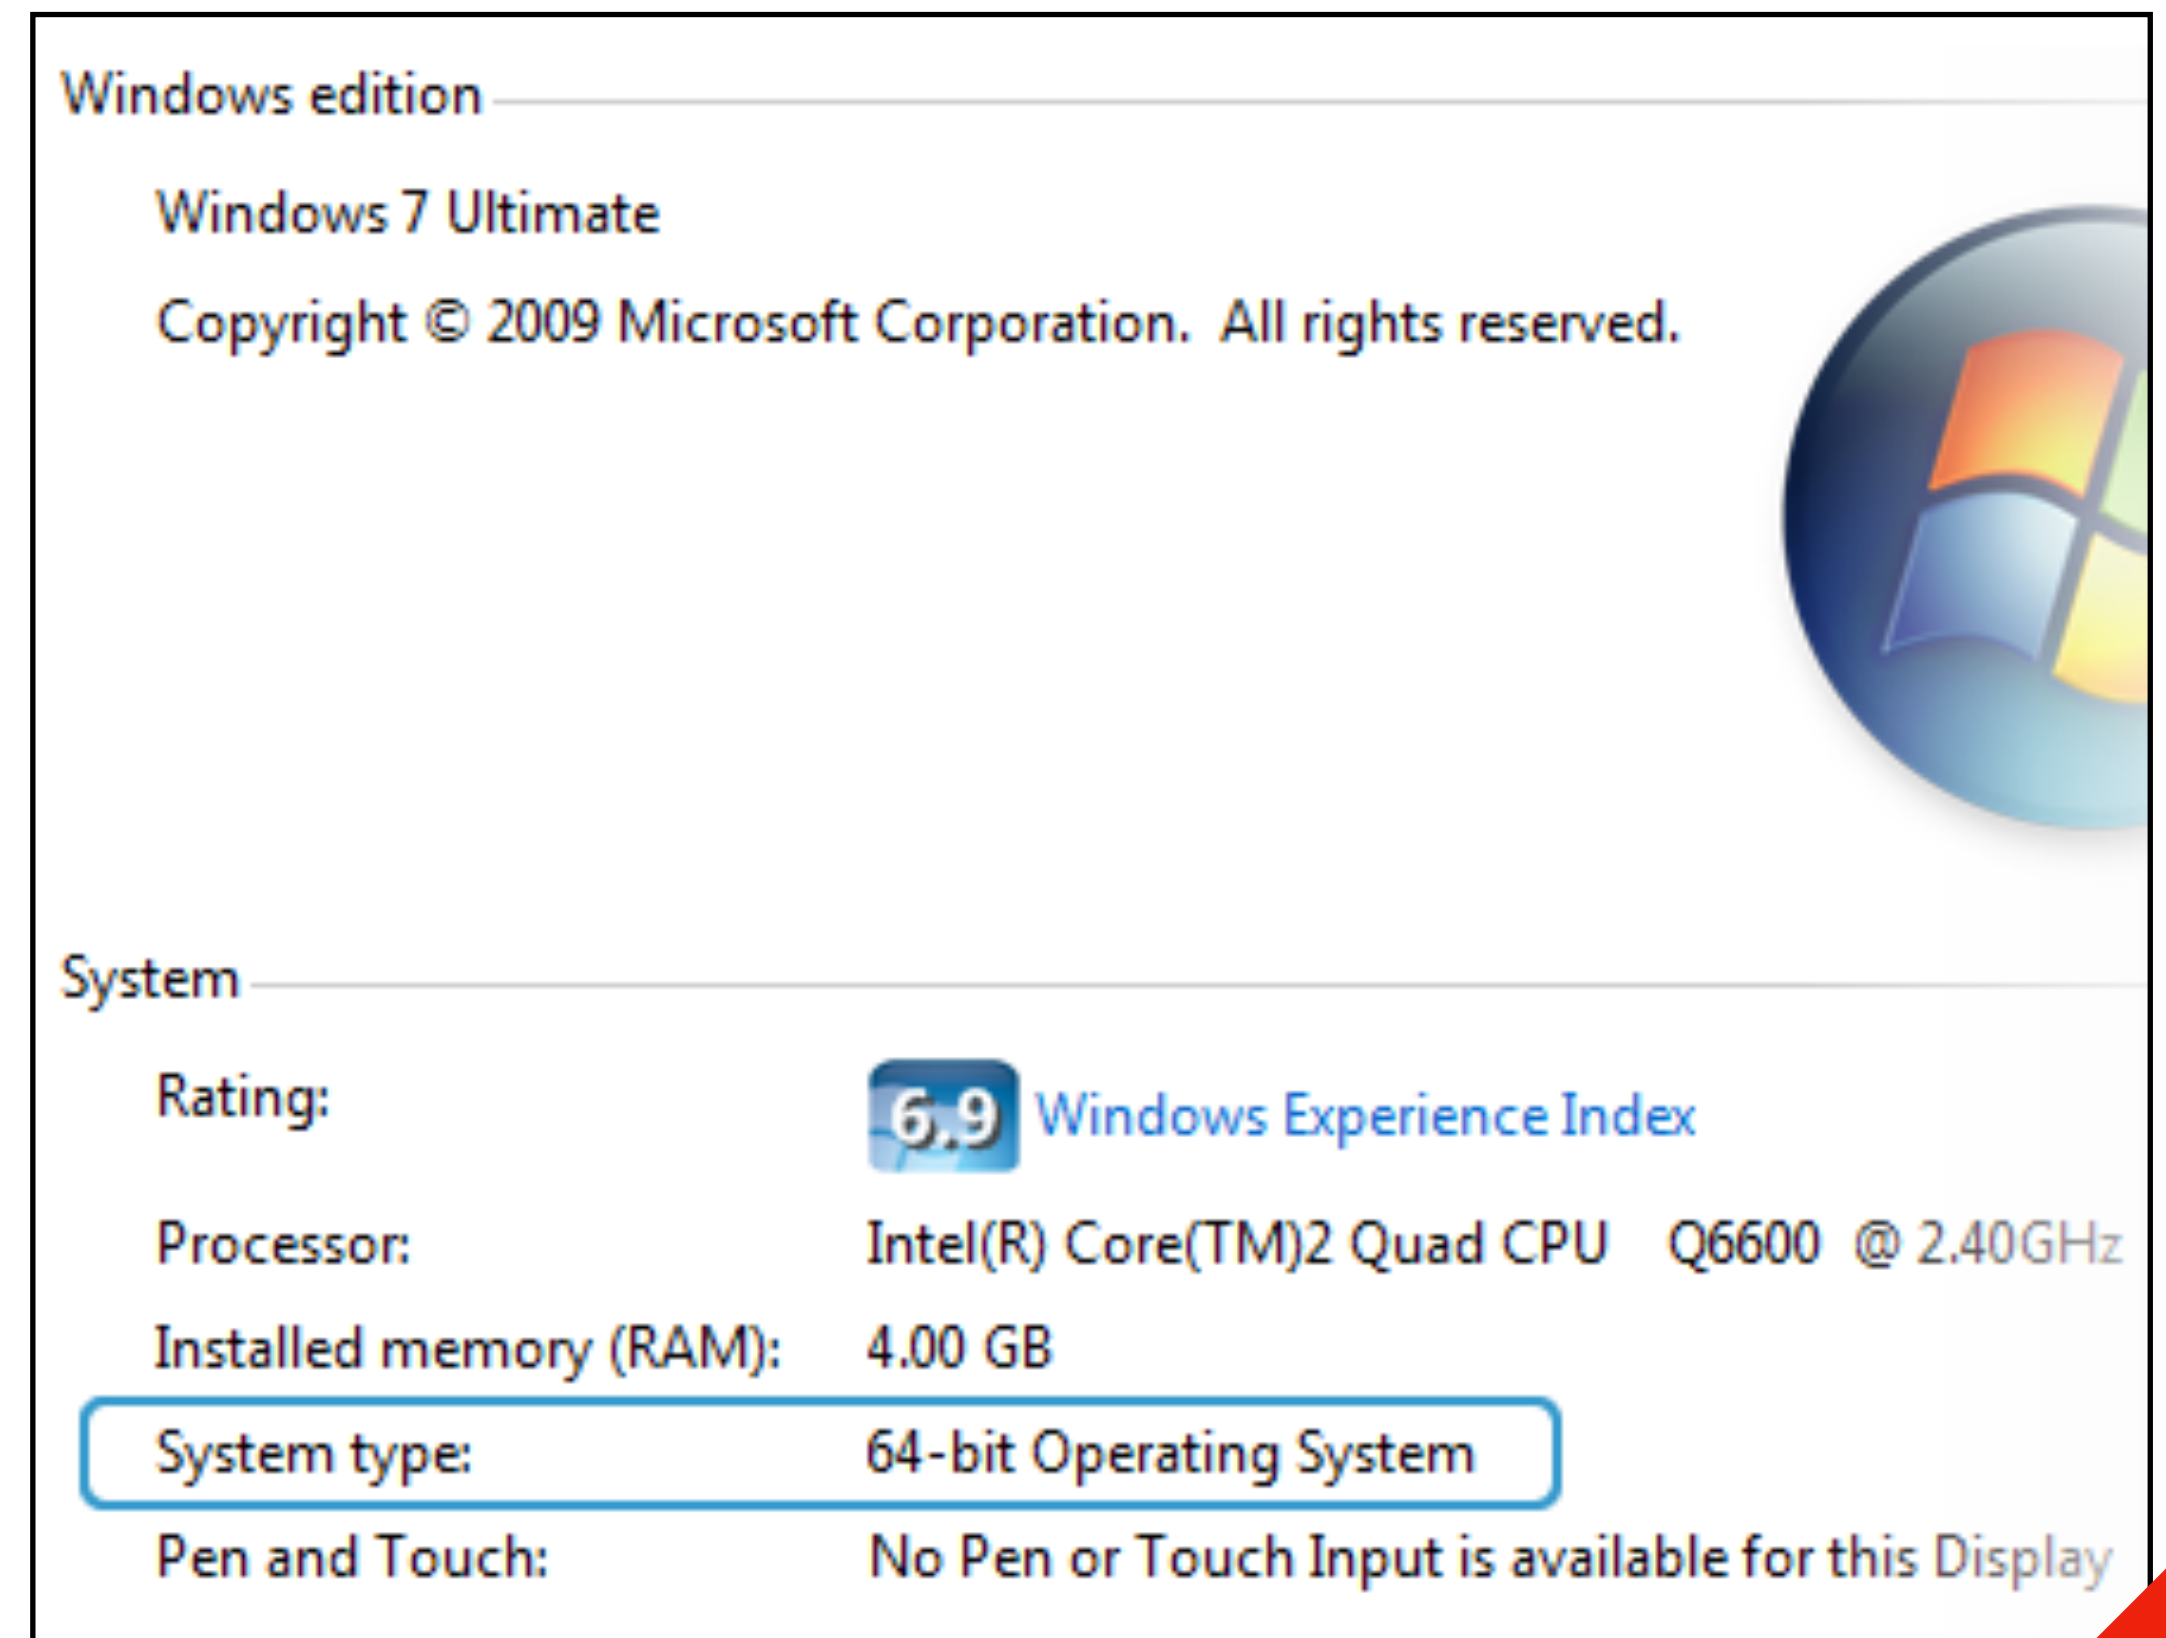 Windows edition
Windows 7 Ultimate
Copyright © 2009 Microsoft Corporation.  All rights reserved.
System
Rating: 6.9 Windows Experience Index
Processor: Intel(R) Core(TM)2 Quad CPU    Q6600  @ 2.40GHz
Installed memory (RAM): 4.00 GB
System type: 64-bit Operating System
Pen and Touch: No Pen or Touch Input is available for this Display